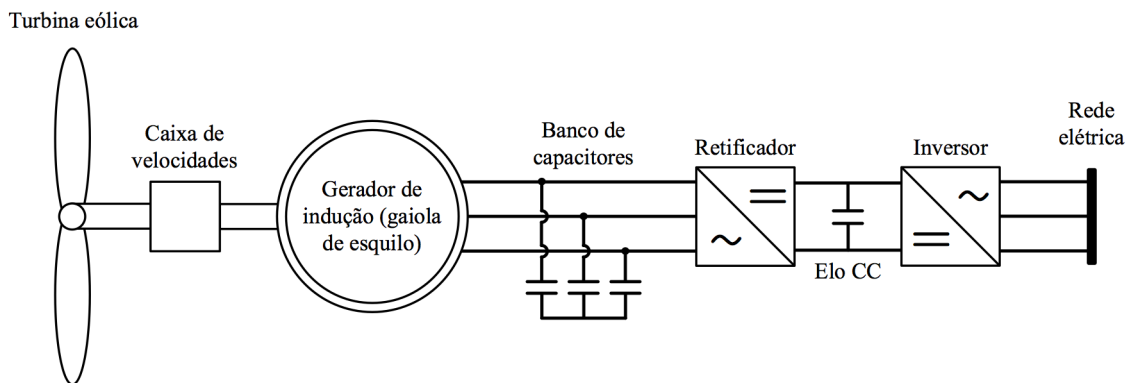 Turbina eólica
Caixa de
velocidades
Gerador de
indução (gaiola
de esquilo)
Banco de
capacitores
Retificador
Elo CC
Inversor
Rede
elétrica